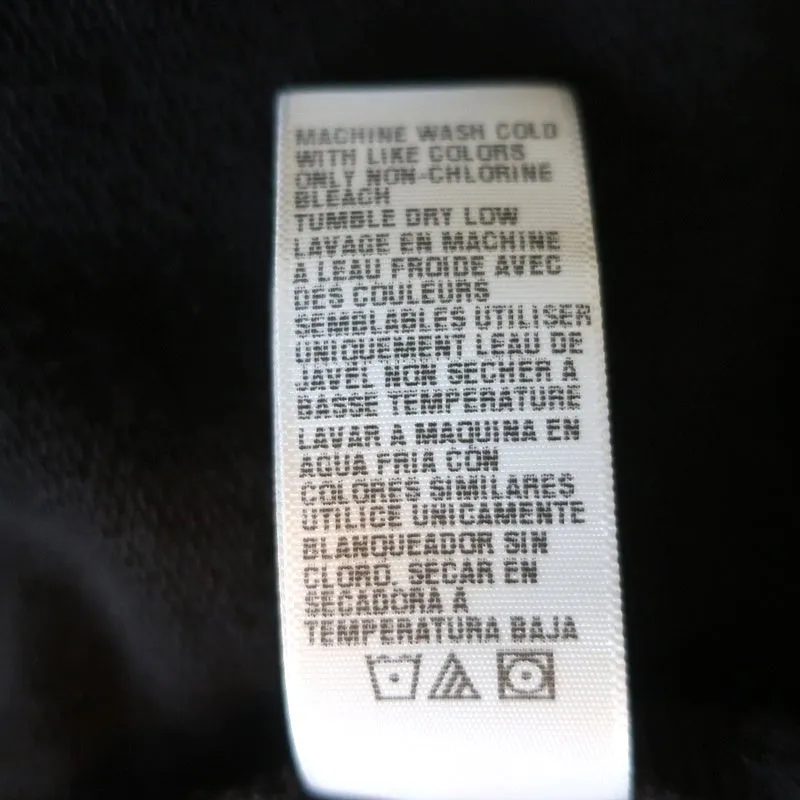 MACHINE WASH COLD
WITH LIKE COLORS
ONLY NON-CHLORINE
BLEACH
TUMBLE DRY LOW
LAVAGE EN MACHINE
A LEAU FROIDE AVEC
DES COULEURS
SEMBLABLES UTILISER
UNIQUEMENT LEAU DE
JAVEL NON SECHER A
BASSE TEMPERATURE
LAVAR A MAQUINA EN
AGUA FRIA CON
COLORES SIMILARES
UTILICE UNICAMENTE
BLANQUEADOR SIN
CLORO. SECAR EN
SECADORA A
TEMPERATURA BAJA